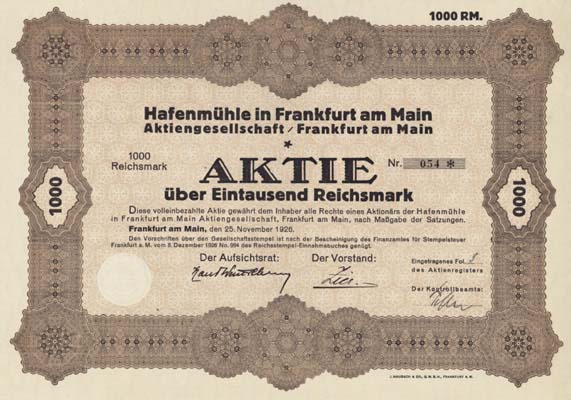 1000 RM.
Hafenmühle in Frankfurt am Main
Aktiengesellschaft / Frankfurt am Main
*
1000
Reichsmark
AKTIE
Nr. 054 *
über Eintausend Reichsmark
1000
1000
Diese volleinbezahlte Aktie gewährt dem Inhaber alle Rechte eines Aktionärs der Hafenmühle
in Frankfurt am Main Aktiengesellschaft, Frankfurt am Main, nach Maßgabe der Satzungen.
Frankfurt am Main, den 25. November 1926.
Den Vorschriften über den Gesellschaftsstempel ist nach der Bescheinigung des Finanzamtes für Stempelsteuer
Frankfurt a. M. vom 8. Dezember 1926 No. 994 des Reichsstempel-Einnahmebuches genügt.
Der Aufsichtsrat:
Der Vorstand:
Eingetragenes Fol.
des Aktienregisters
Der Kontrollbeamte:
J. MAUBACH & CO., G.M.B.H., FRANKFURT A.M.